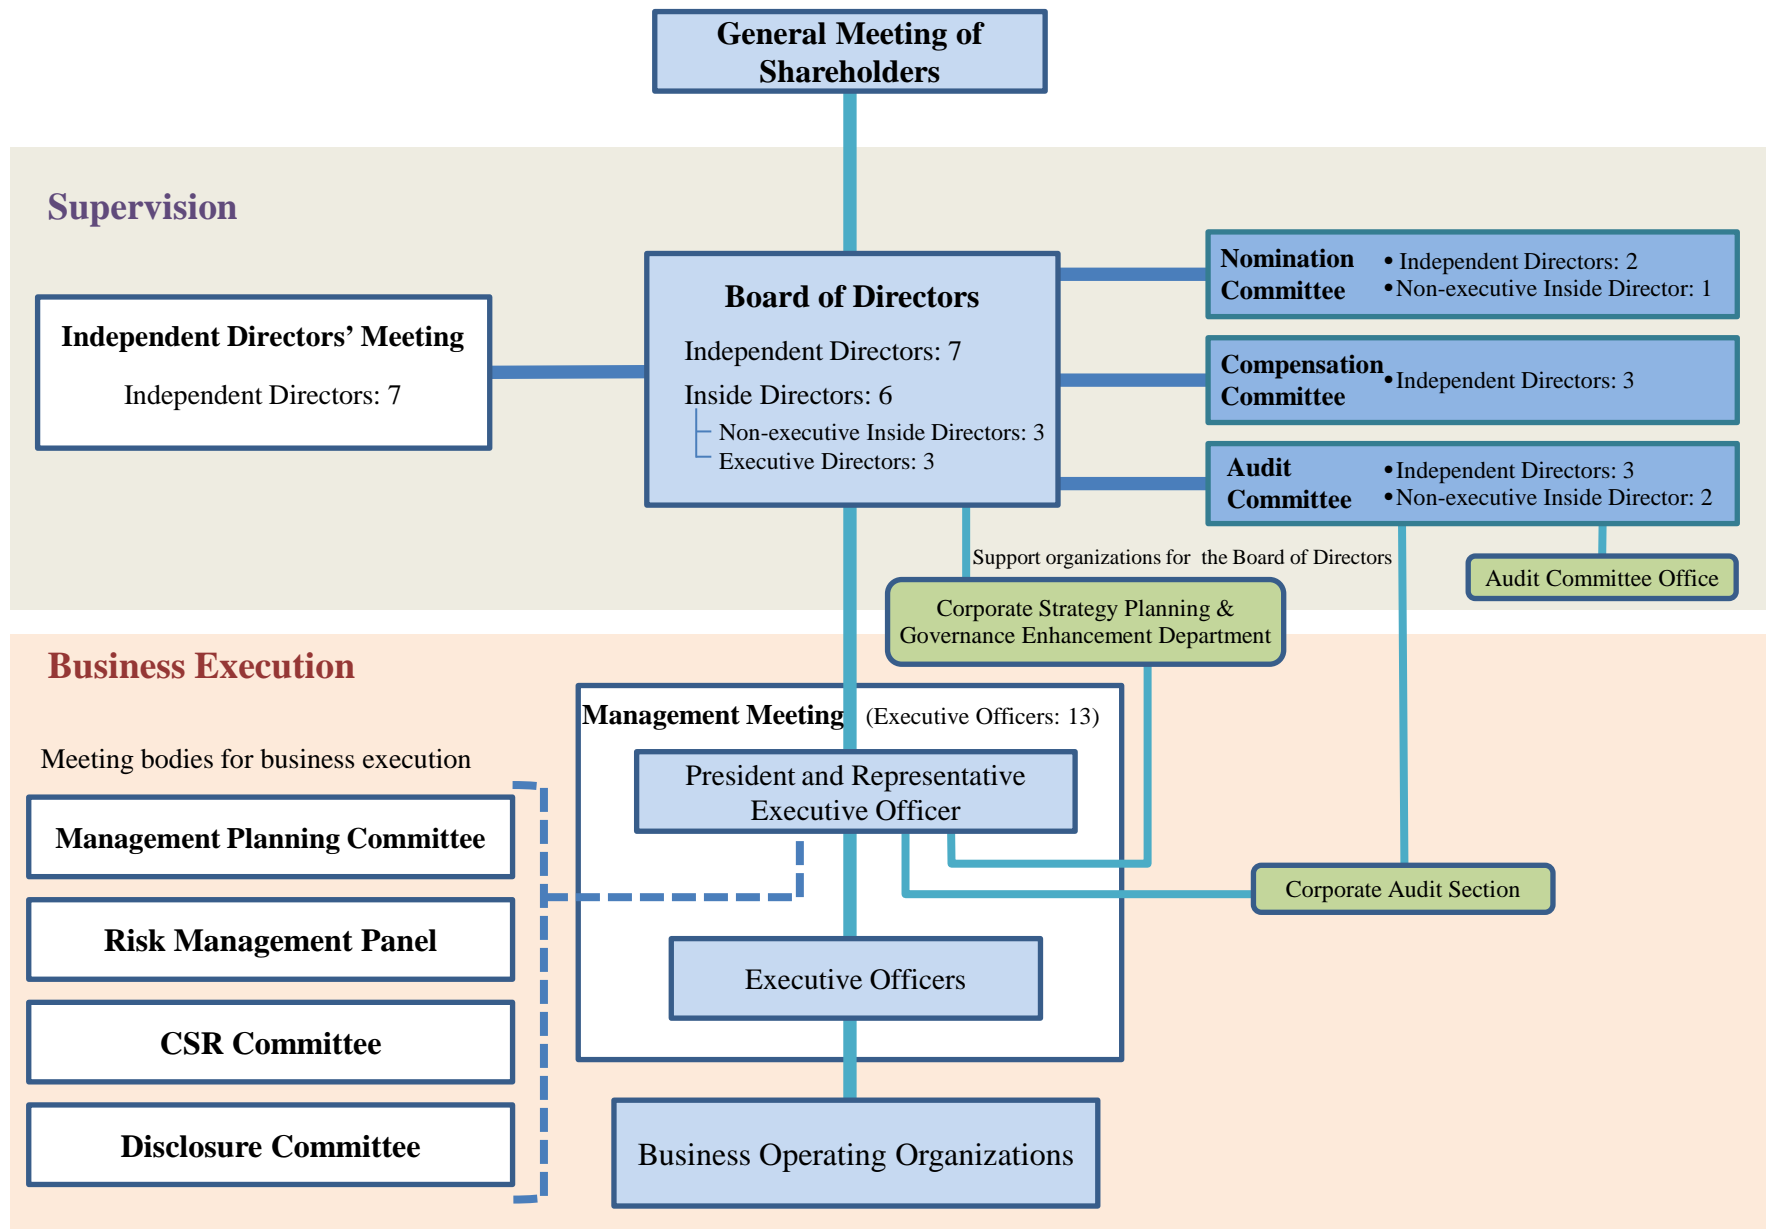 General Meeting of
Shareholders
Supervision
Independent Directors’ Meeting
Independent Directors: 7
Board of Directors
Independent Directors: 7
Inside Directors: 6
Non-executive Inside Directors: 3
Executive Directors: 3
Nomination
Committee
• Independent Directors: 2
• Non-executive Inside Director: 1
Compensation
Committee
• Independent Directors: 3
Audit
Committee
• Independent Directors: 3
• Non-executive Inside Director: 2
Support organizations for the Board of Directors
Audit Committee Office
Corporate Strategy Planning &
Governance Enhancement Department
Business Execution
Management Meeting (Executive Officers: 13)
Meeting bodies for business execution
President and Representative
Executive Officer
Management Planning Committee
Corporate Audit Section
Risk Management Panel
Executive Officers
CSR Committee
Disclosure Committee
Business Operating Organizations